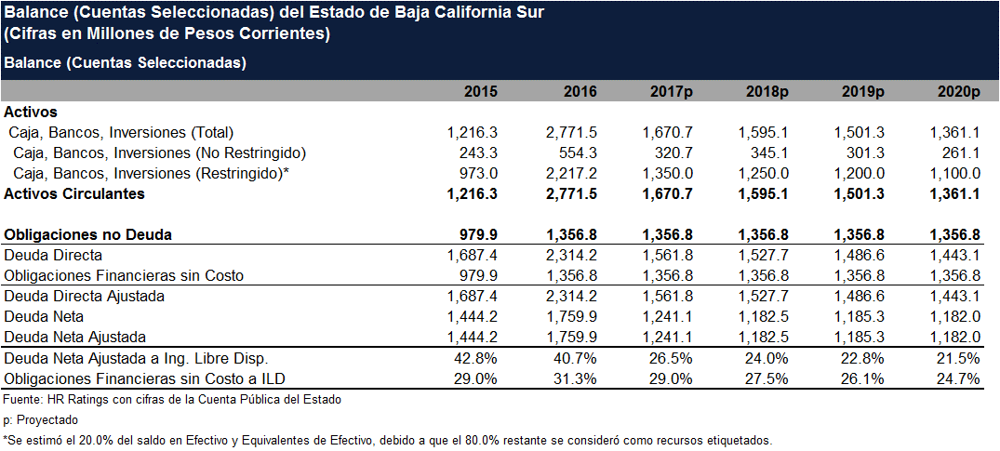 Balance (Cuentas Seleccionadas) del Estado de Baja California Sur
(Cifras en Millones de Pesos Corrientes)
Balance (Cuentas Seleccionadas)
2015 2016 2017p 2018p 2019p 2020p
Activos
Caja, Bancos, Inversiones (Total) 1,216.3 2,771.5 1,670.7 1,595.1 1,501.3 1,361.1
Caja, Bancos, Inversiones (No Restringido) 243.3 554.3 320.7 345.1 301.3 261.1
Caja, Bancos, Inversiones (Restringido)* 973.0 2,217.2 1,350.0 1,250.0 1,200.0 1,100.0
Activos Circulantes 1,216.3 2,771.5 1,670.7 1,595.1 1,501.3 1,361.1
Obligaciones no Deuda 979.9 1,356.8 1,356.8 1,356.8 1,356.8 1,356.8
Deuda Directa 1,687.4 2,314.2 1,561.8 1,527.7 1,486.6 1,443.1
Obligaciones Financieras sin Costo 979.9 1,356.8 1,356.8 1,356.8 1,356.8 1,356.8
Deuda Directa Ajustada 1,687.4 2,314.2 1,561.8 1,527.7 1,486.6 1,443.1
Deuda Neta 1,444.2 1,759.9 1,241.1 1,182.5 1,185.3 1,182.0
Deuda Neta Ajustada 1,444.2 1,759.9 1,241.1 1,182.5 1,185.3 1,182.0
Deuda Neta Ajustada a Ing. Libre Disp. 42.8% 40.7% 26.5% 24.0% 22.8% 21.5%
Obligaciones Financieras sin Costo a ILD 29.0% 31.3% 29.0% 27.5% 26.1% 24.7%
Fuente: HR Ratings con cifras de la Cuenta Pública del Estado
p: Proyectado
*Se estimó el 20.0% del saldo en Efectivo y Equivalentes de Efectivo, debido a que el 80.0% restante se consideró como recursos etiquetados.